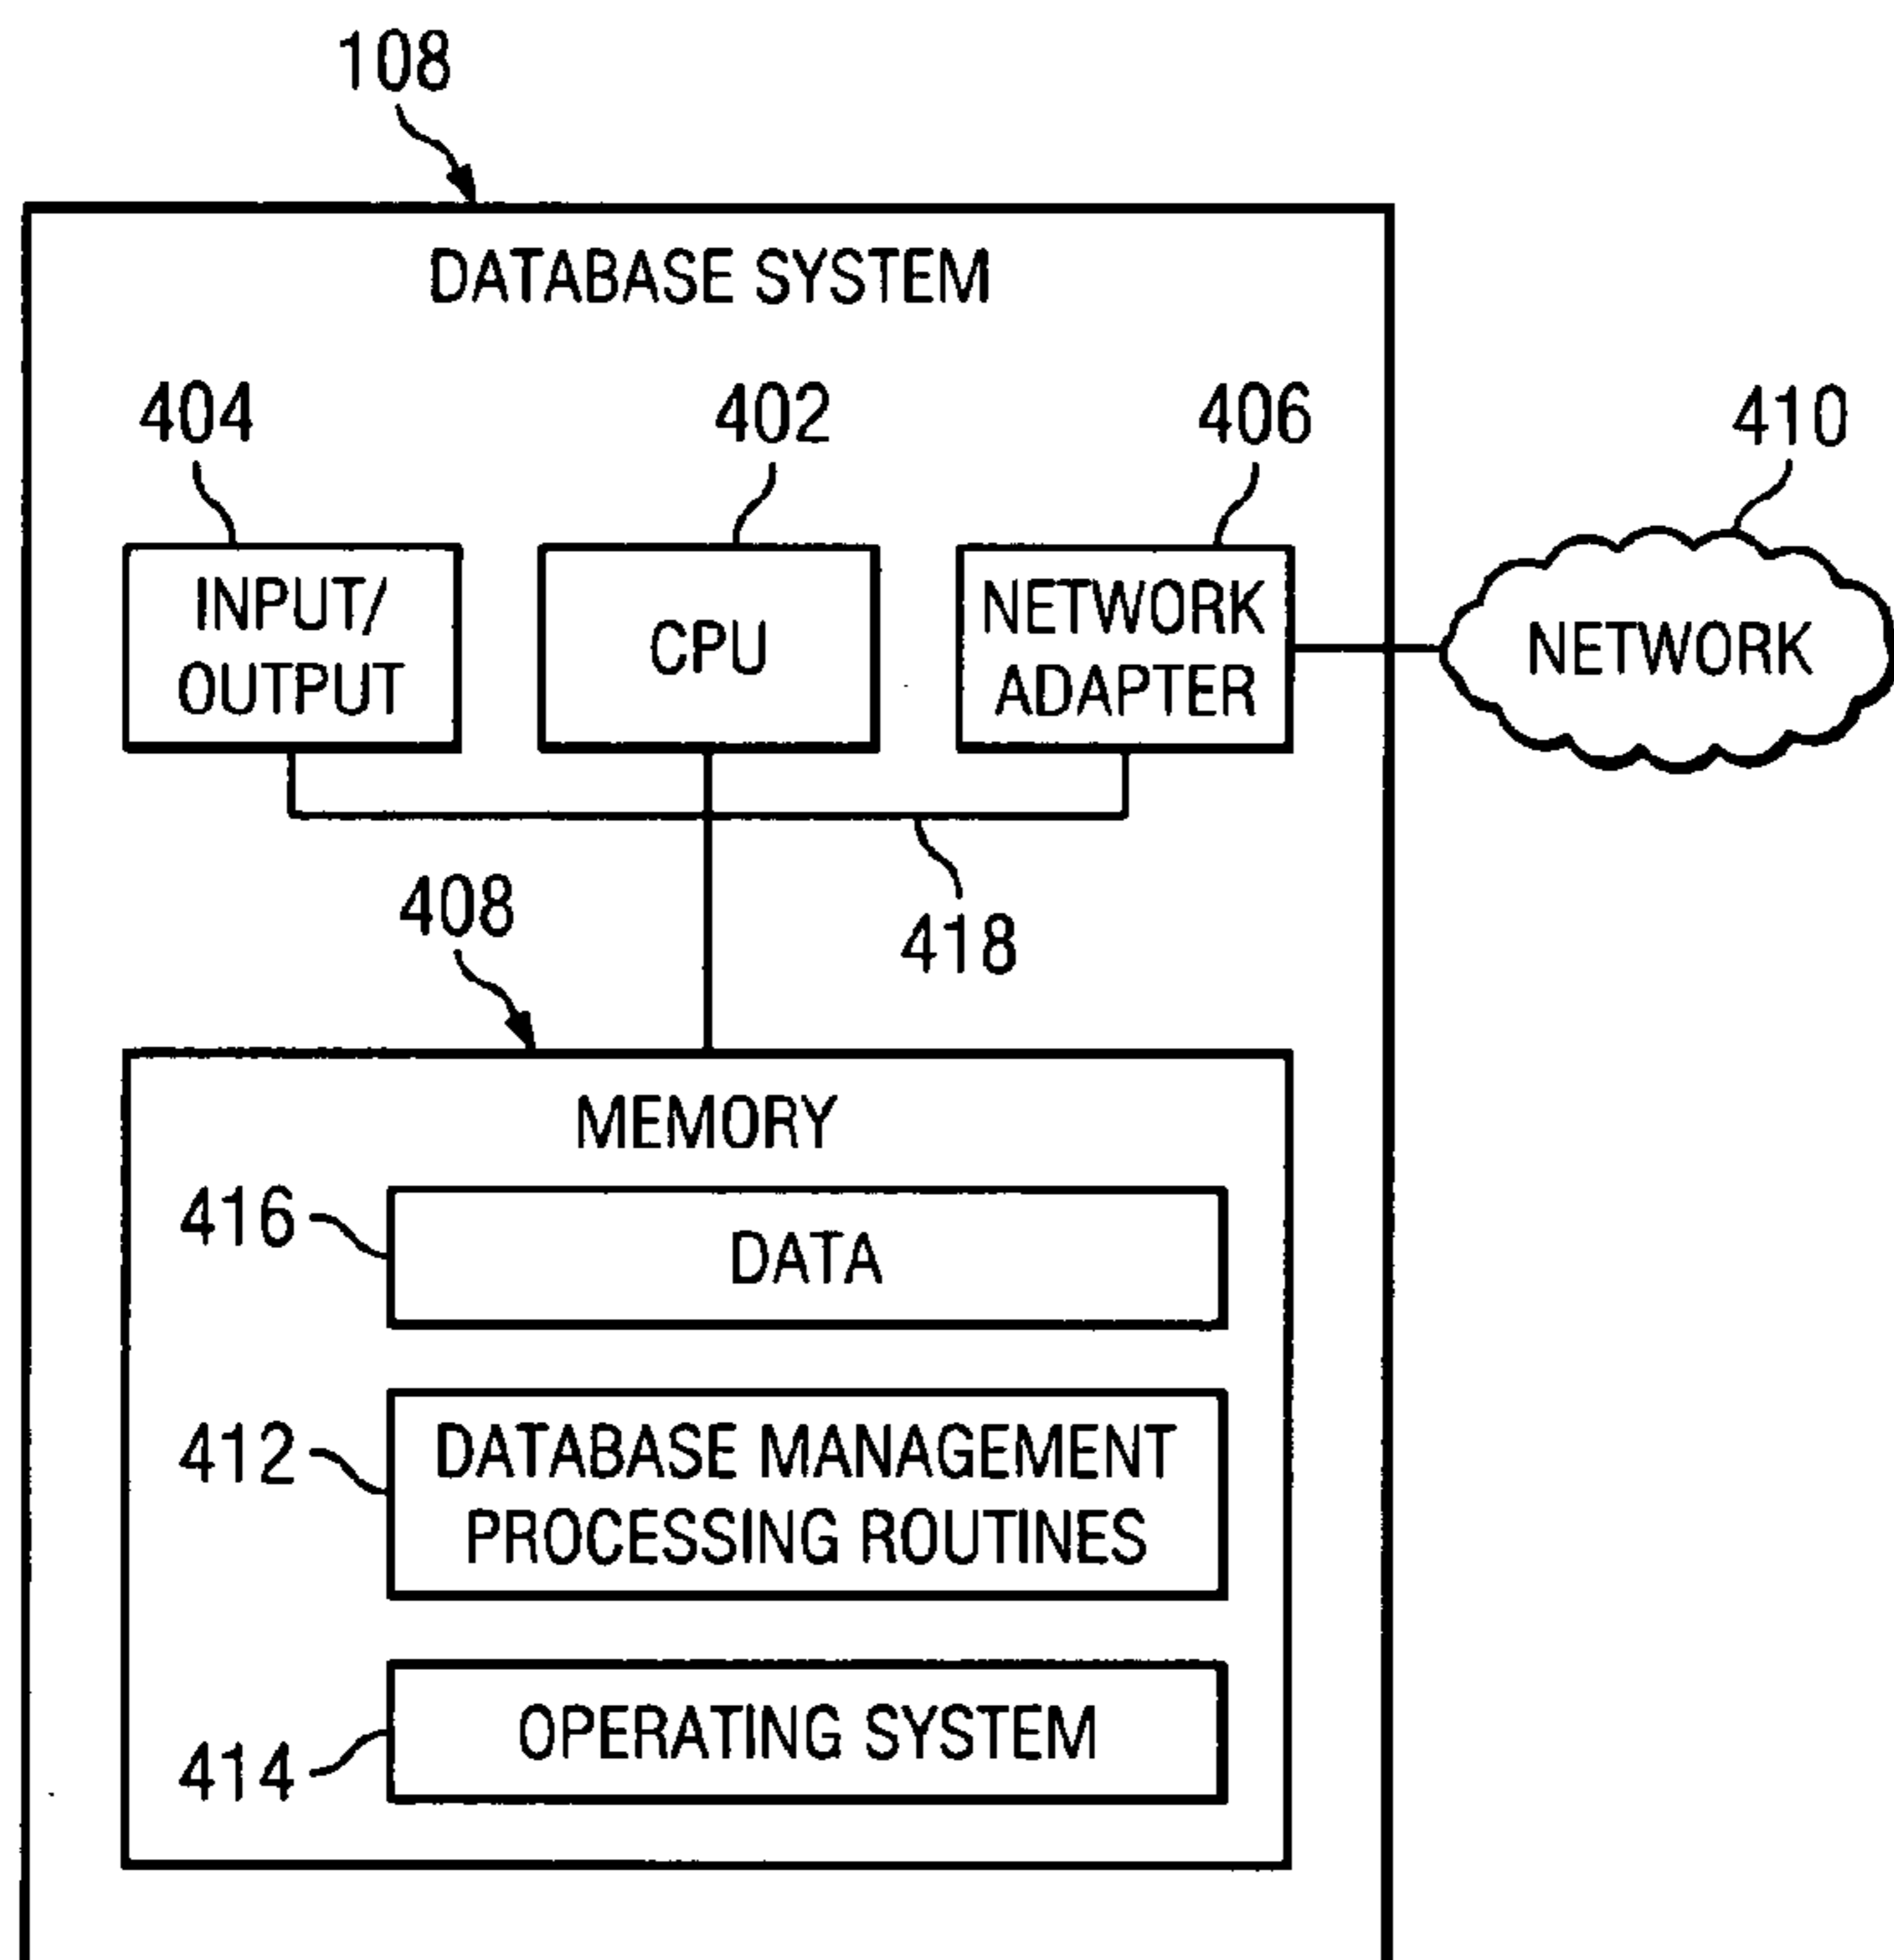 108
DATABASE SYSTEM
404
402
406
410
INPUT/
OUTPUT
CPU
NETWORK
ADAPTER
NETWORK
408
418
MEMORY
416
DATA
412
DATABASE MANAGEMENT
PROCESSING ROUTINES
OPERATING SYSTEM
414